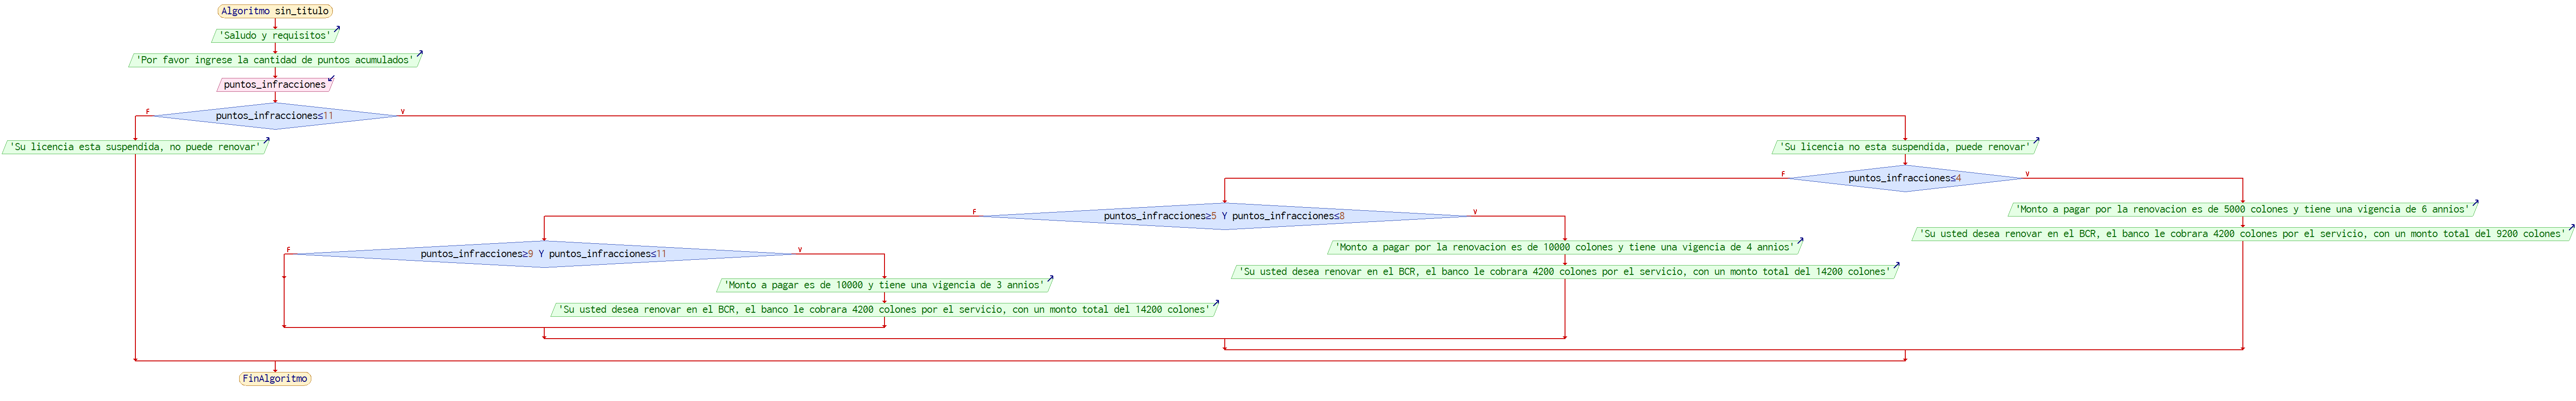 Algoritmo sin_titulo
'Saludo y requisitos'
'Por favor ingrese la cantidad de puntos acumulados'
puntos_infracciones
F
puntos_infracciones≤11
V
'Su licencia esta suspendida, no puede renovar'
'Su licencia no esta suspendida, puede renovar'
F
puntos_infracciones≤4
V
F
puntos_infracciones≥5 Y puntos_infracciones≤8
V
'Monto a pagar por la renovacion es de 5000 colones y tiene una vigencia de 6 annios'
'Su usted desea renovar en el BCR, el banco le cobrara 4200 colones por el servicio, con un monto total del 9200 colones'
F
puntos_infracciones≥9 Y puntos_infracciones≤11
V
'Monto a pagar por la renovacion es de 10000 colones y tiene una vigencia de 4 annios'
'Su usted desea renovar en el BCR, el banco le cobrara 4200 colones por el servicio, con un monto total del 14200 colones'
'Monto a pagar es de 10000 y tiene una vigencia de 3 annios'
'Su usted desea renovar en el BCR, el banco le cobrara 4200 colones por el servicio, con un monto total del 14200 colones'
FinAlgoritmo